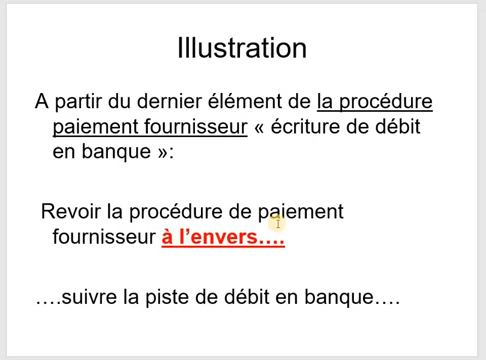 Illustration
A partir du dernier élément de la procédure
paiement fournisseur « écriture de débit
en banque »:
Revoir la procédure de paiement
fournisseur à l’envers….
….suivre la piste de débit en banque….